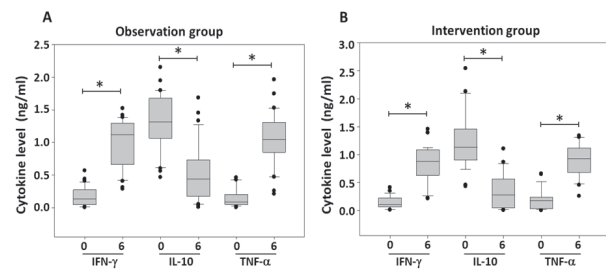 A
Observation group
Cytokine level (ng/ml)
2.5
2.0
1.5
1.0
0.5
0.0
*
*
*
0 6 0 6 0 6
IFN-γ IL-10 TNF-α
B
Intervention group
Cytokine level (ng/ml)
3.0
2.5
2.0
1.5
1.0
0.5
0.0
*
*
*
0 6 0 6 0 6
IFN-γ IL-10 TNF-α